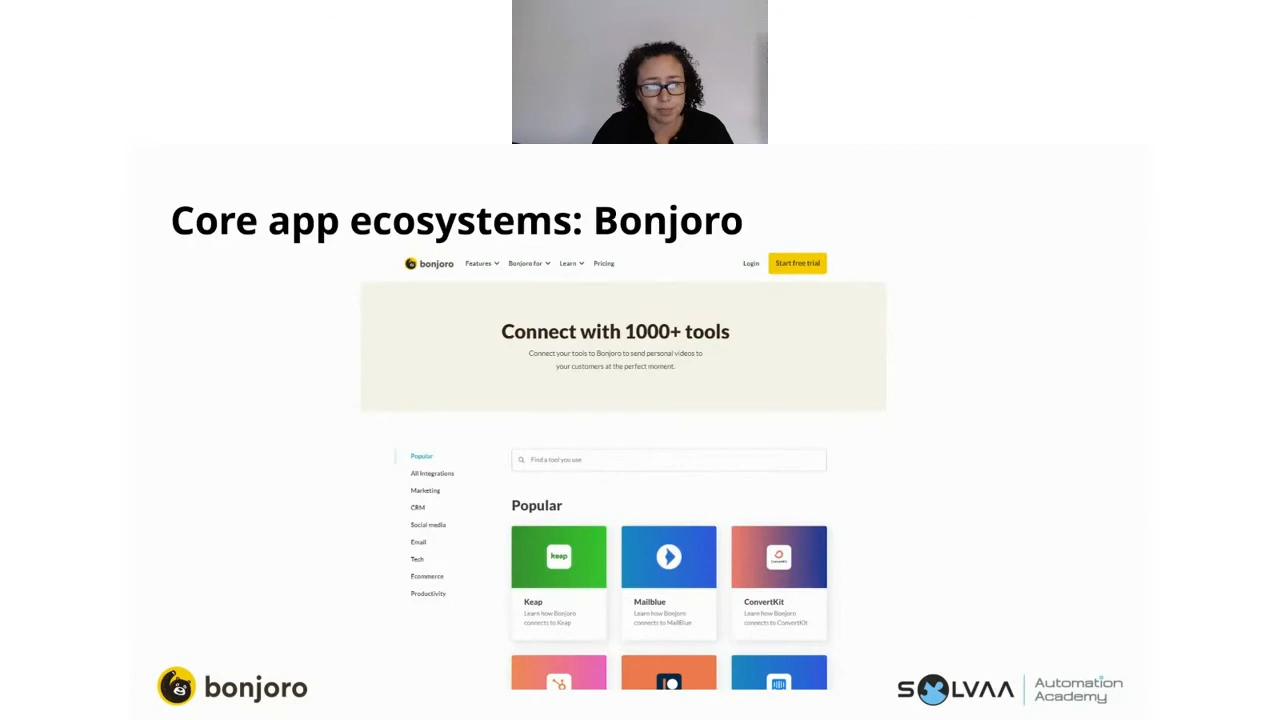 Core app ecosystems: Bonjoro
bonjoro Features Bonjoro for Learn Pricing Login Start free trial
Connect with 1000+ tools
Connect your tools to Bonjoro to send personal videos to
your customers at the perfect moment.
Popular
All Integrations
Marketing
CRM
Social media
Email
Tech
Ecommerce
Productivity
Find a tool you use
Popular
keep
ConvertKit
Keap
Learn how Bonjoro
connects to Keap
Mailblue
Learn how Bonjoro
connects to MailBlue
ConvertKit
Learn how Bonjoro
connects to ConvertKit
bonjoro
SOLVAA Automation
Academy